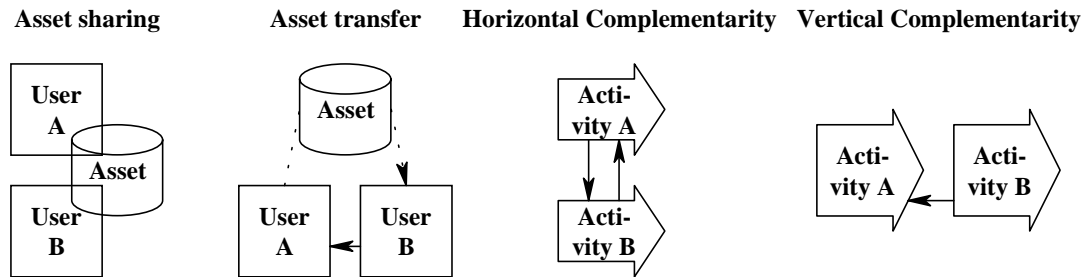 Asset sharing
Asset transfer
Horizontal Complementarity
Vertical Complementarity
User
A
Asset
User
B
Asset
User
A
User
B
Acti-
vity A
Acti-
vity B
Acti-
vity A
Acti-
vity B